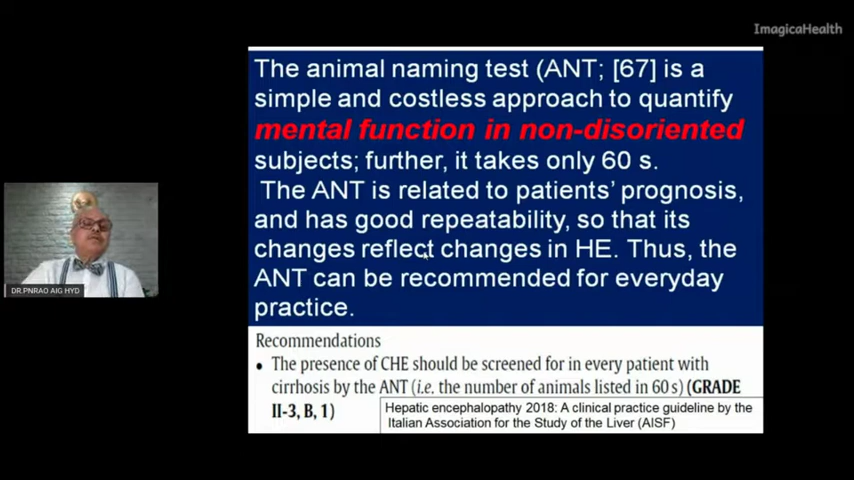 ImagicaHealth
The animal naming test (ANT; [67] is a
simple and costless approach to quantify
mental function in non-disoriented
subjects; further, it takes only 60 s.
The ANT is related to patients' prognosis,
and has good repeatability, so that its
changes reflect changes in HE. Thus, the
ANT can be recommended for everyday
practice.
DR.PNRAO AIG HYD
Recommendations
• The presence of CHE should be screened for in every patient with
cirrhosis by the ANT (i.e. the number of animals listed in 60 s) (GRADE
II-3, B, 1)
Hepatic encephalopathy 2018: A clinical practice guideline by the
Italian Association for the Study of the Liver (AISF)